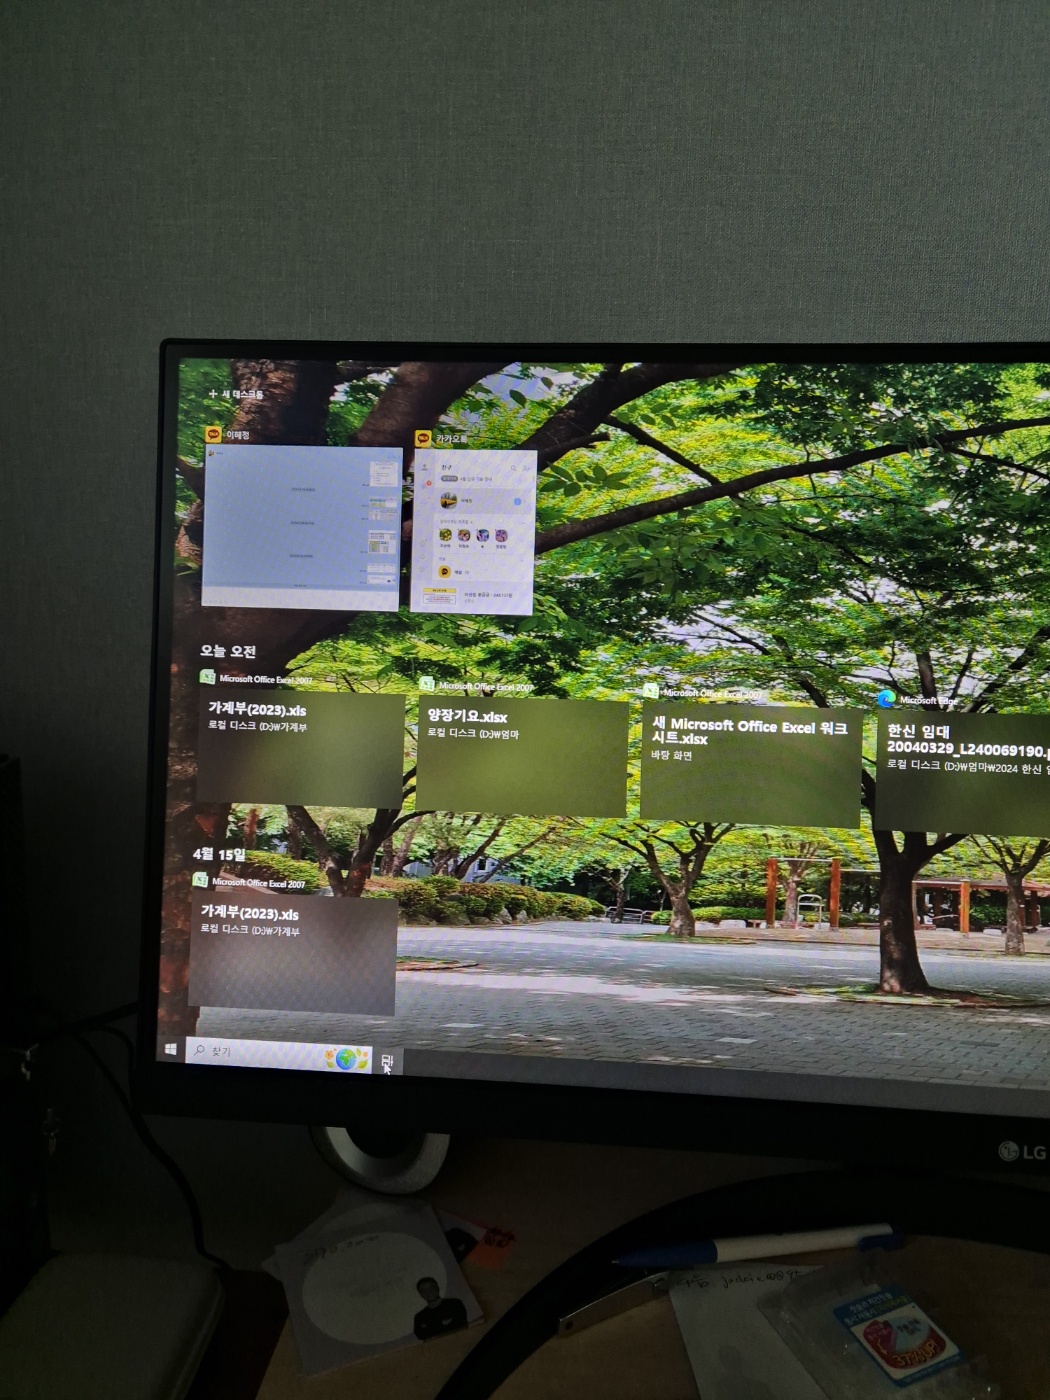 + 새 데스크톱
이혜정
카카오톡
친구
오늘 오전
Microsoft Office Excel 2007
가계부(2023).xls
로컬 디스크 (D:)₩가계부
Microsoft Office Excel 2007
양장기요.xlsx
로컬 디스크 (D:)₩엄마
Microsoft Office Excel 2007
새 Microsoft Office Excel 워크
시트.xlsx
바탕 화면
Microsoft Edge
한신 임대
20040329_L240069190.p
로컬 디스크 (D:)₩엄마₩2024 한신 임
4월 15일
Microsoft Office Excel 2007
가계부(2023).xls
로컬 디스크 (D:)₩가계부
찾기
LG